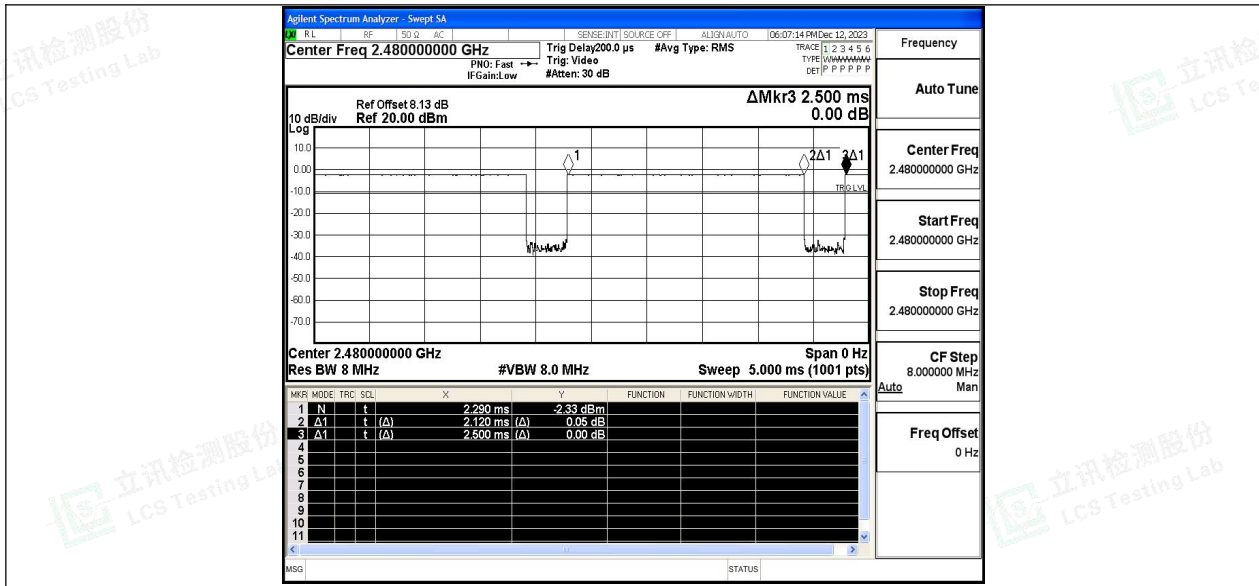 Agilent Spectrum Analyzer - Swept SA
LXI RL RF 50 Ω AC SENSE:INT SOURCE OFF ALIGN AUTO 06:07:14 PM Dec 12, 2023
Center Freq 2.480000000 GHz
PNO: Fast
IFGain:Low
Trig Delay200.0 µs
Trig: Video
#Atten: 30 dB
#Avg Type: RMS
TRACE 1 2 3 4 5 6
TYPE WWWWWW
DET P P P P P P
Frequency
Auto Tune
Center Freq
2.480000000 GHz
Start Freq
2.480000000 GHz
Stop Freq
2.480000000 GHz
CF Step
8.000000 MHz
Auto Man
Freq Offset
0 Hz
ΔMkr3 2.500 ms
0.00 dB
Ref Offset 8.13 dB
10 dB/div Ref 20.00 dBm
Log
10.0
0.00
-10.0
-20.0
-30.0
-40.0
-50.0
-60.0
-70.0
1
2Δ1
3Δ1
TRIG LVL
Center 2.480000000 GHz Span 0 Hz
Res BW 8 MHz #VBW 8.0 MHz Sweep 5.000 ms (1001 pts)
MKR MODE TRC SCL X Y FUNCTION FUNCTION WIDTH FUNCTION VALUE
1 N t 2.290 ms -2.33 dBm
2 Δ1 t (Δ) 2.120 ms (Δ) 0.05 dB
3 Δ1 t (Δ) 2.500 ms (Δ) 0.00 dB
4
5
6
7
8
9
10
11
MSG STATUS
立讯检测股份
LCS Testing Lab
立讯检
LCS Te
立讯检测股份
LCS Testing Lab
立讯检测股份
LCS Testing Lab